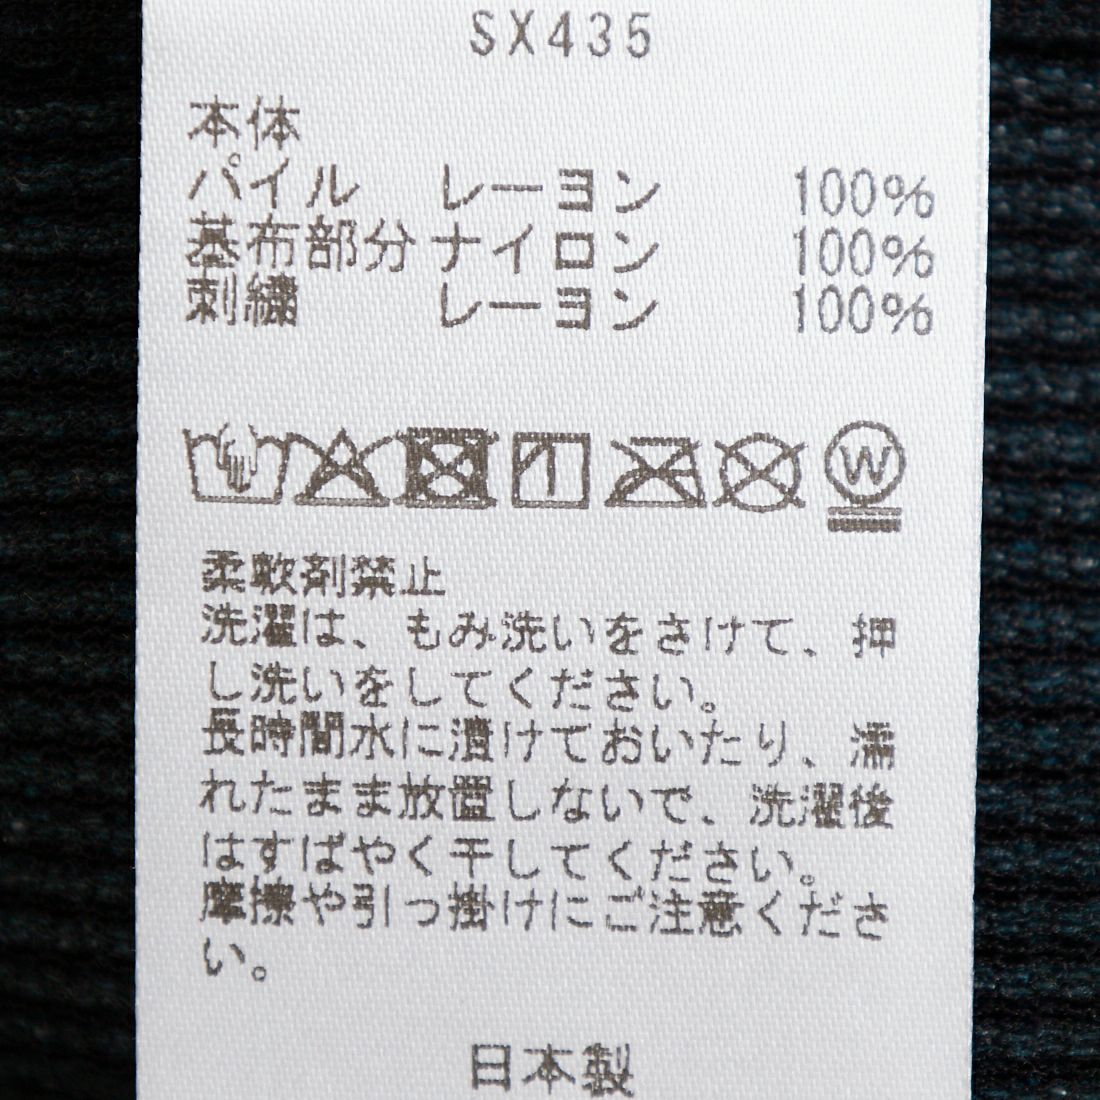 SX435
本体
パイル レーヨン 100%
基布部分 ナイロン 100%
刺繍 レーヨン 100%
W
柔軟剤禁止
洗濯は、もみ洗いをさけて、押
し洗いをしてください。
長時間水に漬けておいたり、濡
れたまま放置しないで、洗濯後
はすばやく干してください。
摩擦や引っ掛けにご注意くださ
い。
日本製